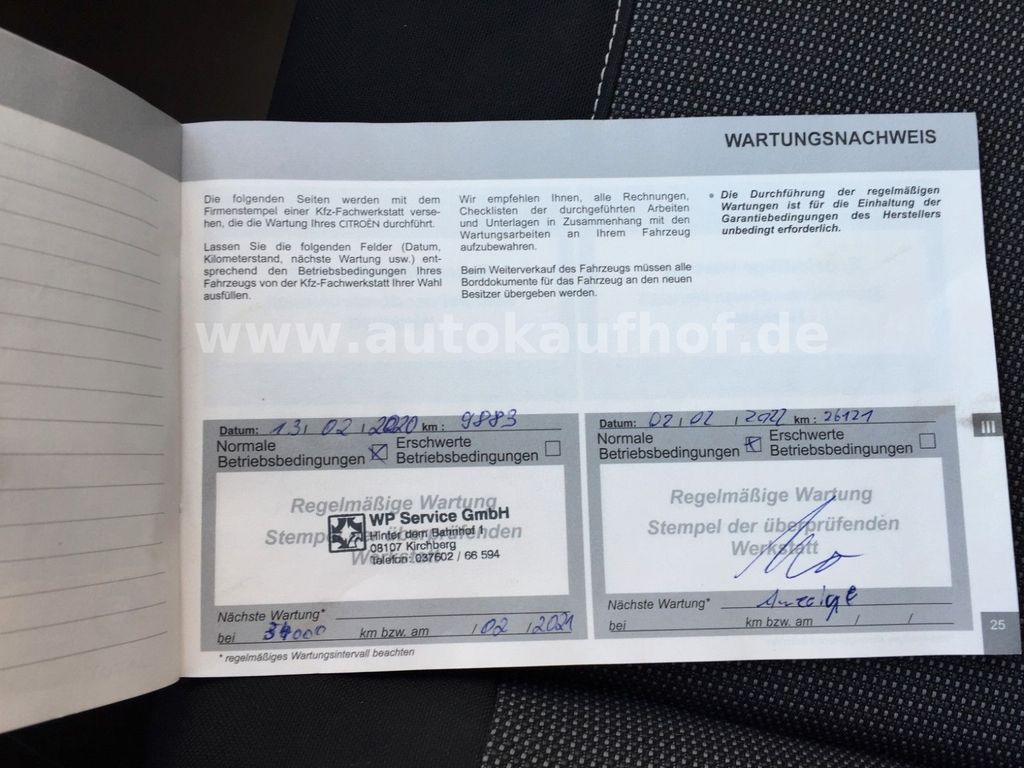 WARTUNGSNACHWEIS
Die folgenden Seiten werden mit dem
Firmenstempel einer Kfz-Fachwerkstatt verse-
hen, die die Wartung Ihres CITROËN durchführt.
Lassen Sie die folgenden Felder (Datum,
Kilometerstand, nächste Wartung usw.) ent-
sprechend den Betriebsbedingungen Ihres
Fahrzeugs von der Kfz-Fachwerkstatt Ihrer Wahl
ausfüllen.
Wir empfehlen Ihnen, alle Rechnungen,
Checklisten der durchgeführten Arbeiten
und Unterlagen in Zusammenhang mit den
Wartungsarbeiten an Ihrem Fahrzeug
aufzubewahren.
Beim Weiterverkauf des Fahrzeugs müssen alle
Borddokumente für das Fahrzeug an den neuen
Besitzer übergeben werden.
• Die Durchführung der regelmäßigen
Wartungen ist für die Einhaltung der
Garantiebedingungen des Herstellers
unbedingt erforderlich.
www.autokaufhof.de
Datum: 13, 02, 2020 km: 9883
Normale
Betriebsbedingungen
Erschwerte
Betriebsbedingungen
Regelmäßige Wartung
Stempel der überprüfenden
Werkstatt
WP Service GmbH
Hinter dem Bahnhof 1
08107 Kirchberg
Telefon: 037602 / 66 594
Nächste Wartung*
bei 34000 km bzw. am / 02 / 2021
* regelmäßiges Wartungsintervall beachten
Datum: 02 / 02 / 2022 km: 26121
Normale
Betriebsbedingungen
Erschwerte
Betriebsbedingungen
Regelmäßige Wartung
Stempel der überprüfenden
Werkstatt
Nächste Wartung* Anzeige
bei km bzw. am / /
III
25